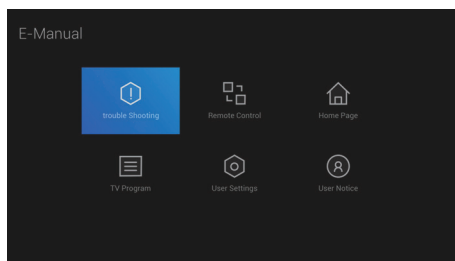 E-Manual
trouble Shooting
Remote Control
Home Page
TV Program
User Settings
User Notice